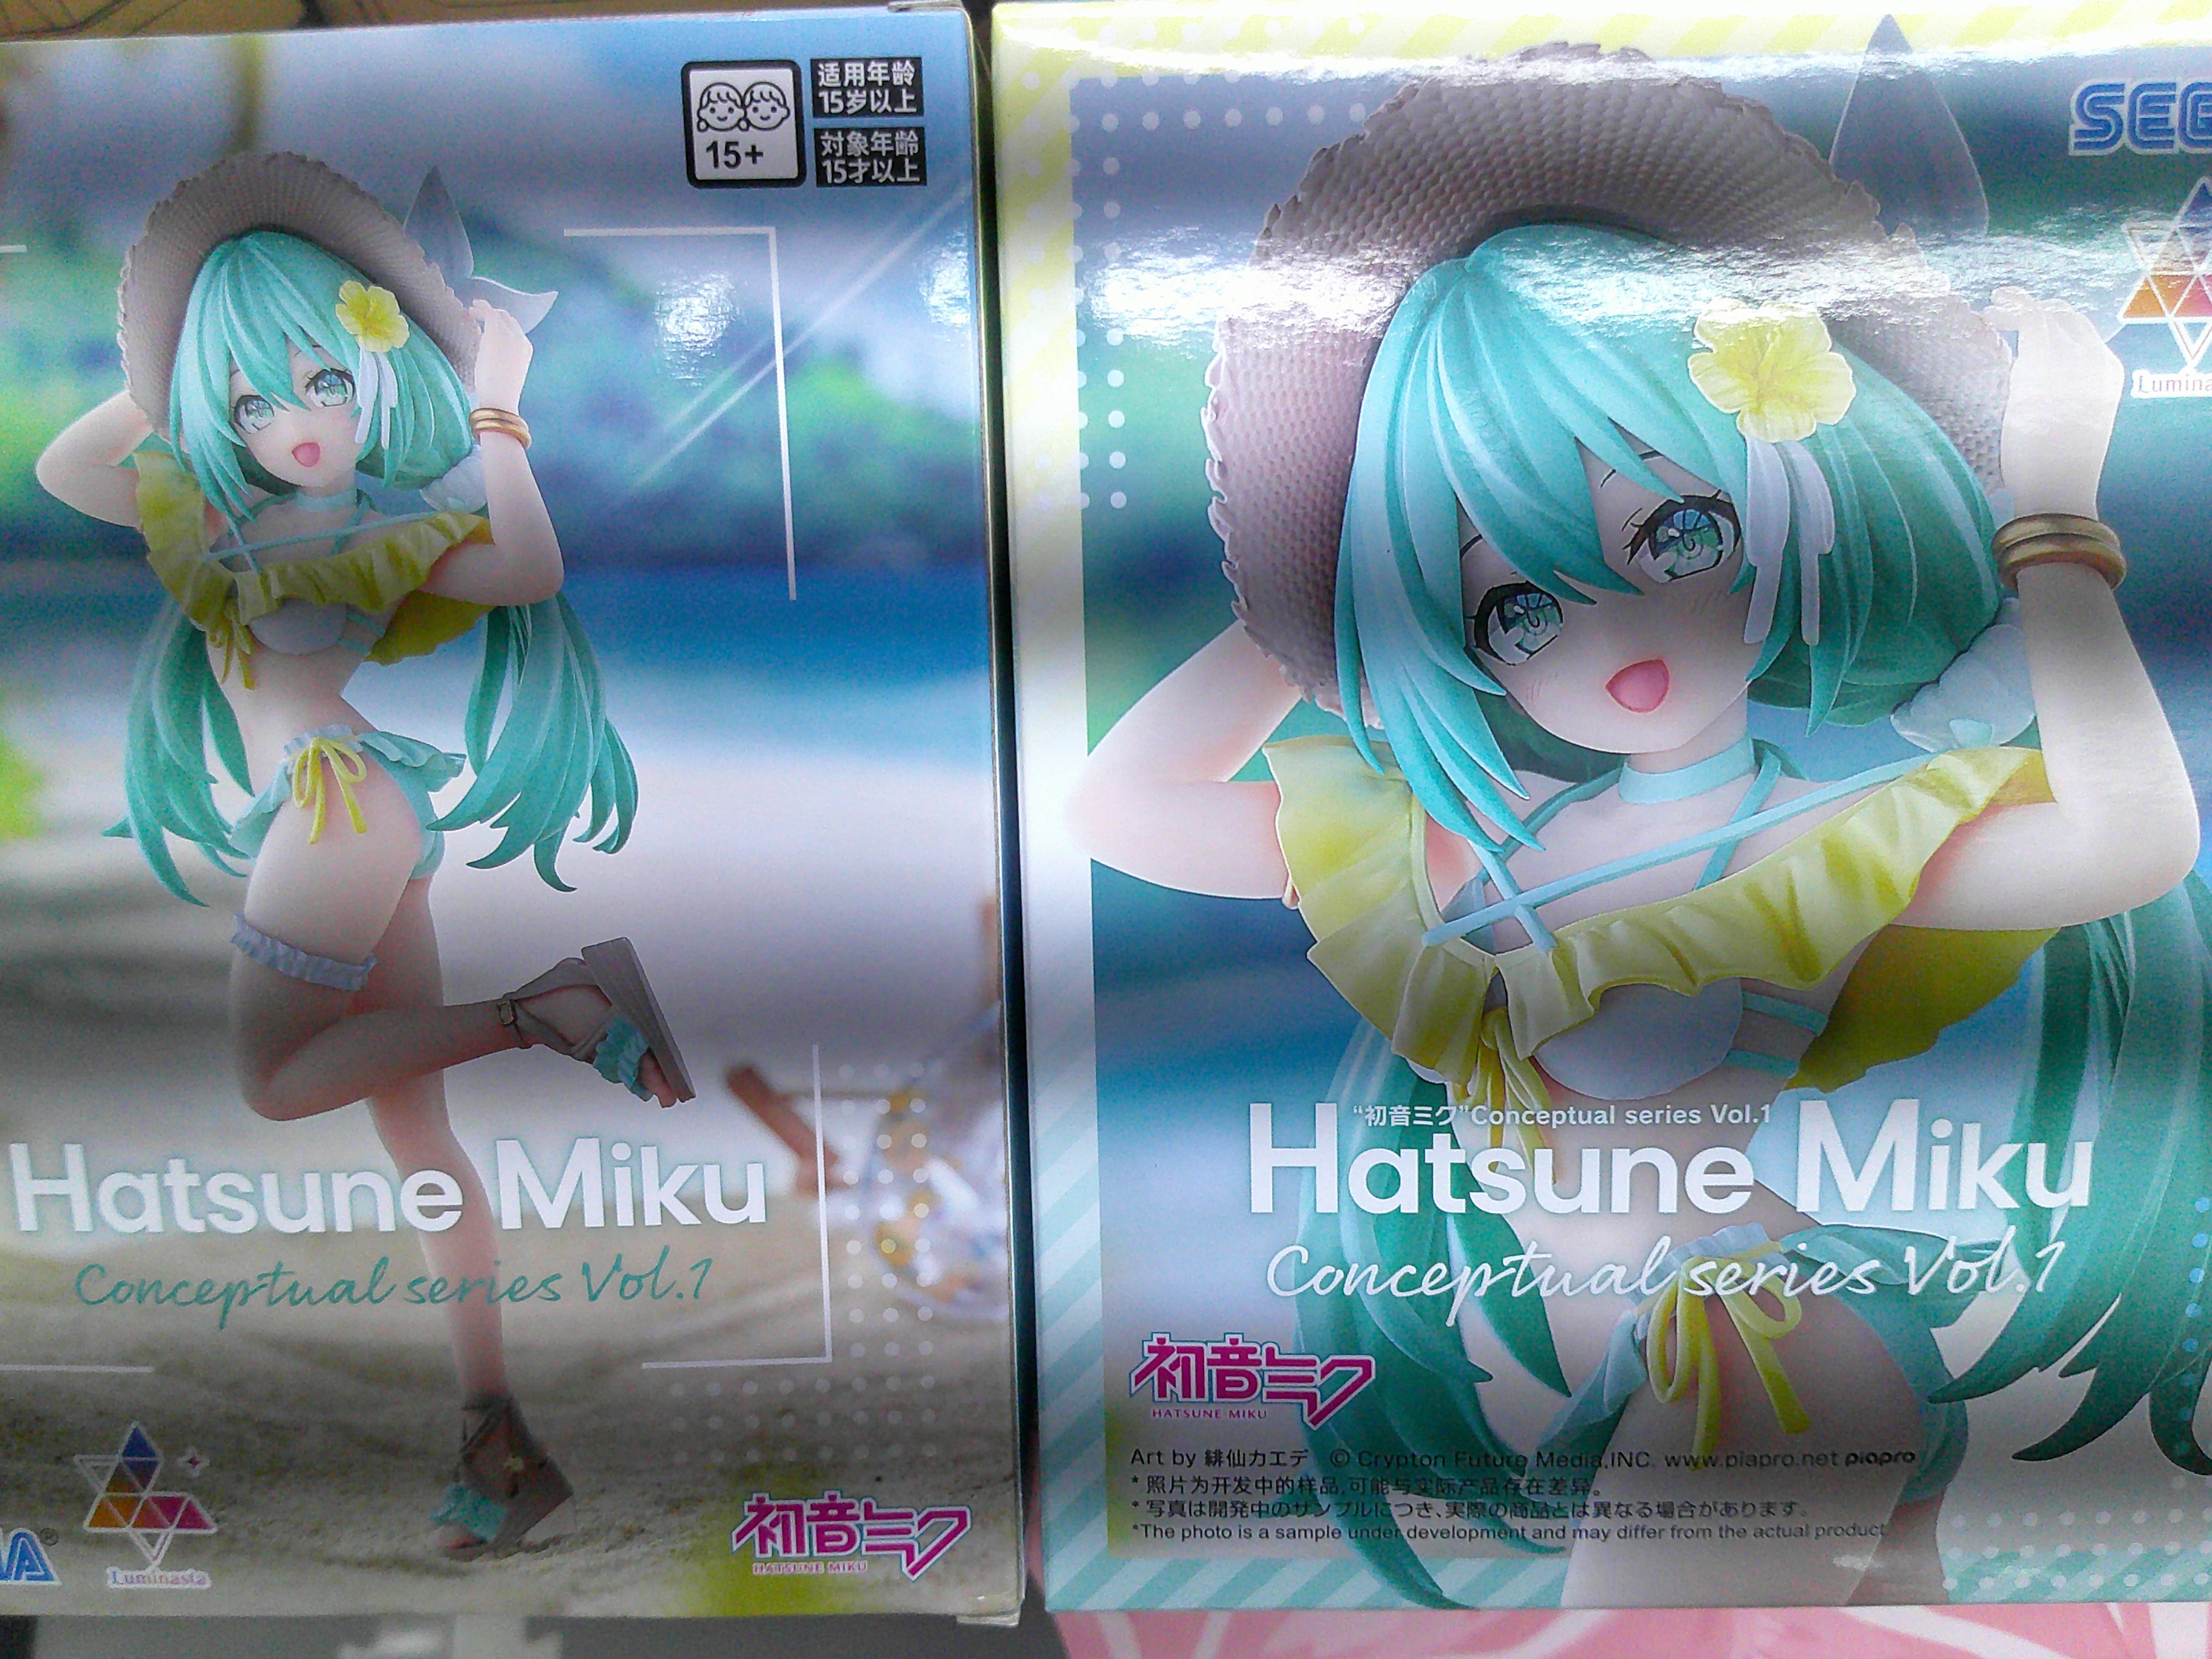 15+
适用年龄
15岁以上
対象年齢
15才以上
Hatsune Miku
Conceptual series Vol.1
Luminasta
初音ミク
HATSUNE MIKU
"初音ミク"Conceptual series Vol.1
Hatsune Miku
Conceptual series Vol.1
初音ミク
HATSUNE MIKU
Art by 緋仙カエデ © Crypton Future Media,INC. www.piapro.net piapro
* 照片为开发中的样品,可能与实际产品存在差异。
* 写真は開発中のサンプルにつき、実際の商品とは異なる場合があります。
*The photo is a sample under development and may differ from the actual product